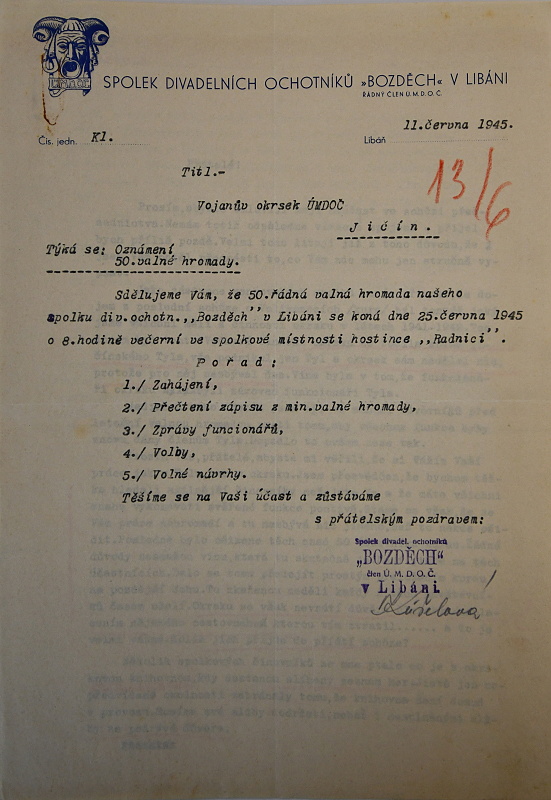 SPOLEK DIVADELNÍCH OCHOTNÍKŮ »BOZDĚCH« V LIBÁNI
ŘÁDNÝ ČLEN Ú. M. D. O. Č.
Čís. jedn. Kl.
Libáň 11.června 1945.
13/6
Titl.-
Vojanův okrsek ÚMDOČ
Jičín.
Týká se: Oznámení
50.valné hromady.
Sdělujeme Vám, že 50.řádná valná hromada našeho
spolku div.ochotn.,,Bozděch'' v Libáni se koná dne 25.června 1945
o 8.hodině večerní ve spolkové místnosti hostince ,,Radnici''.
Pořad:
1./ Zahájení,
2./ Přečtení zápisu z min.valné hromady,
3./ Zprávy funcionářů,
4./ Volby,
5./ Volné návrhy.
Těšíme se na Vaši účast a zůstáváme
s přátelským pozdravem:
Spolek divadel. ochotníků
„BOZDĚCH"
člen Ú. M. D. O. Č.
v Libáni.